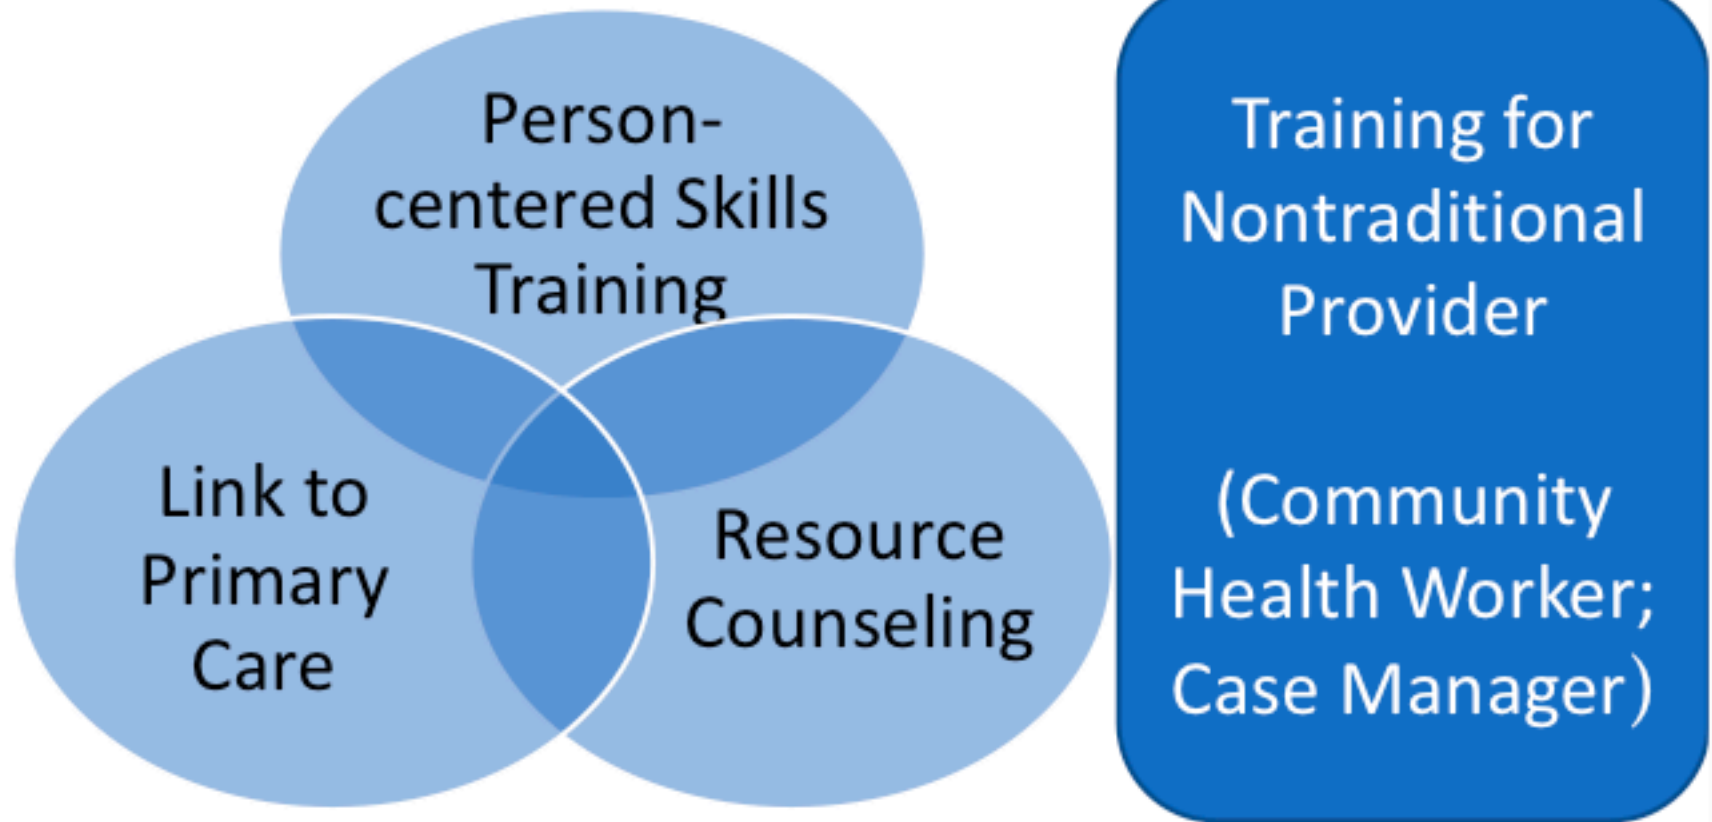 Person-
centered Skills
Training
Link to
Primary
Care
Resource
Counseling
Training for
Nontraditional
Provider
(Community
Health Worker;
Case Manager)